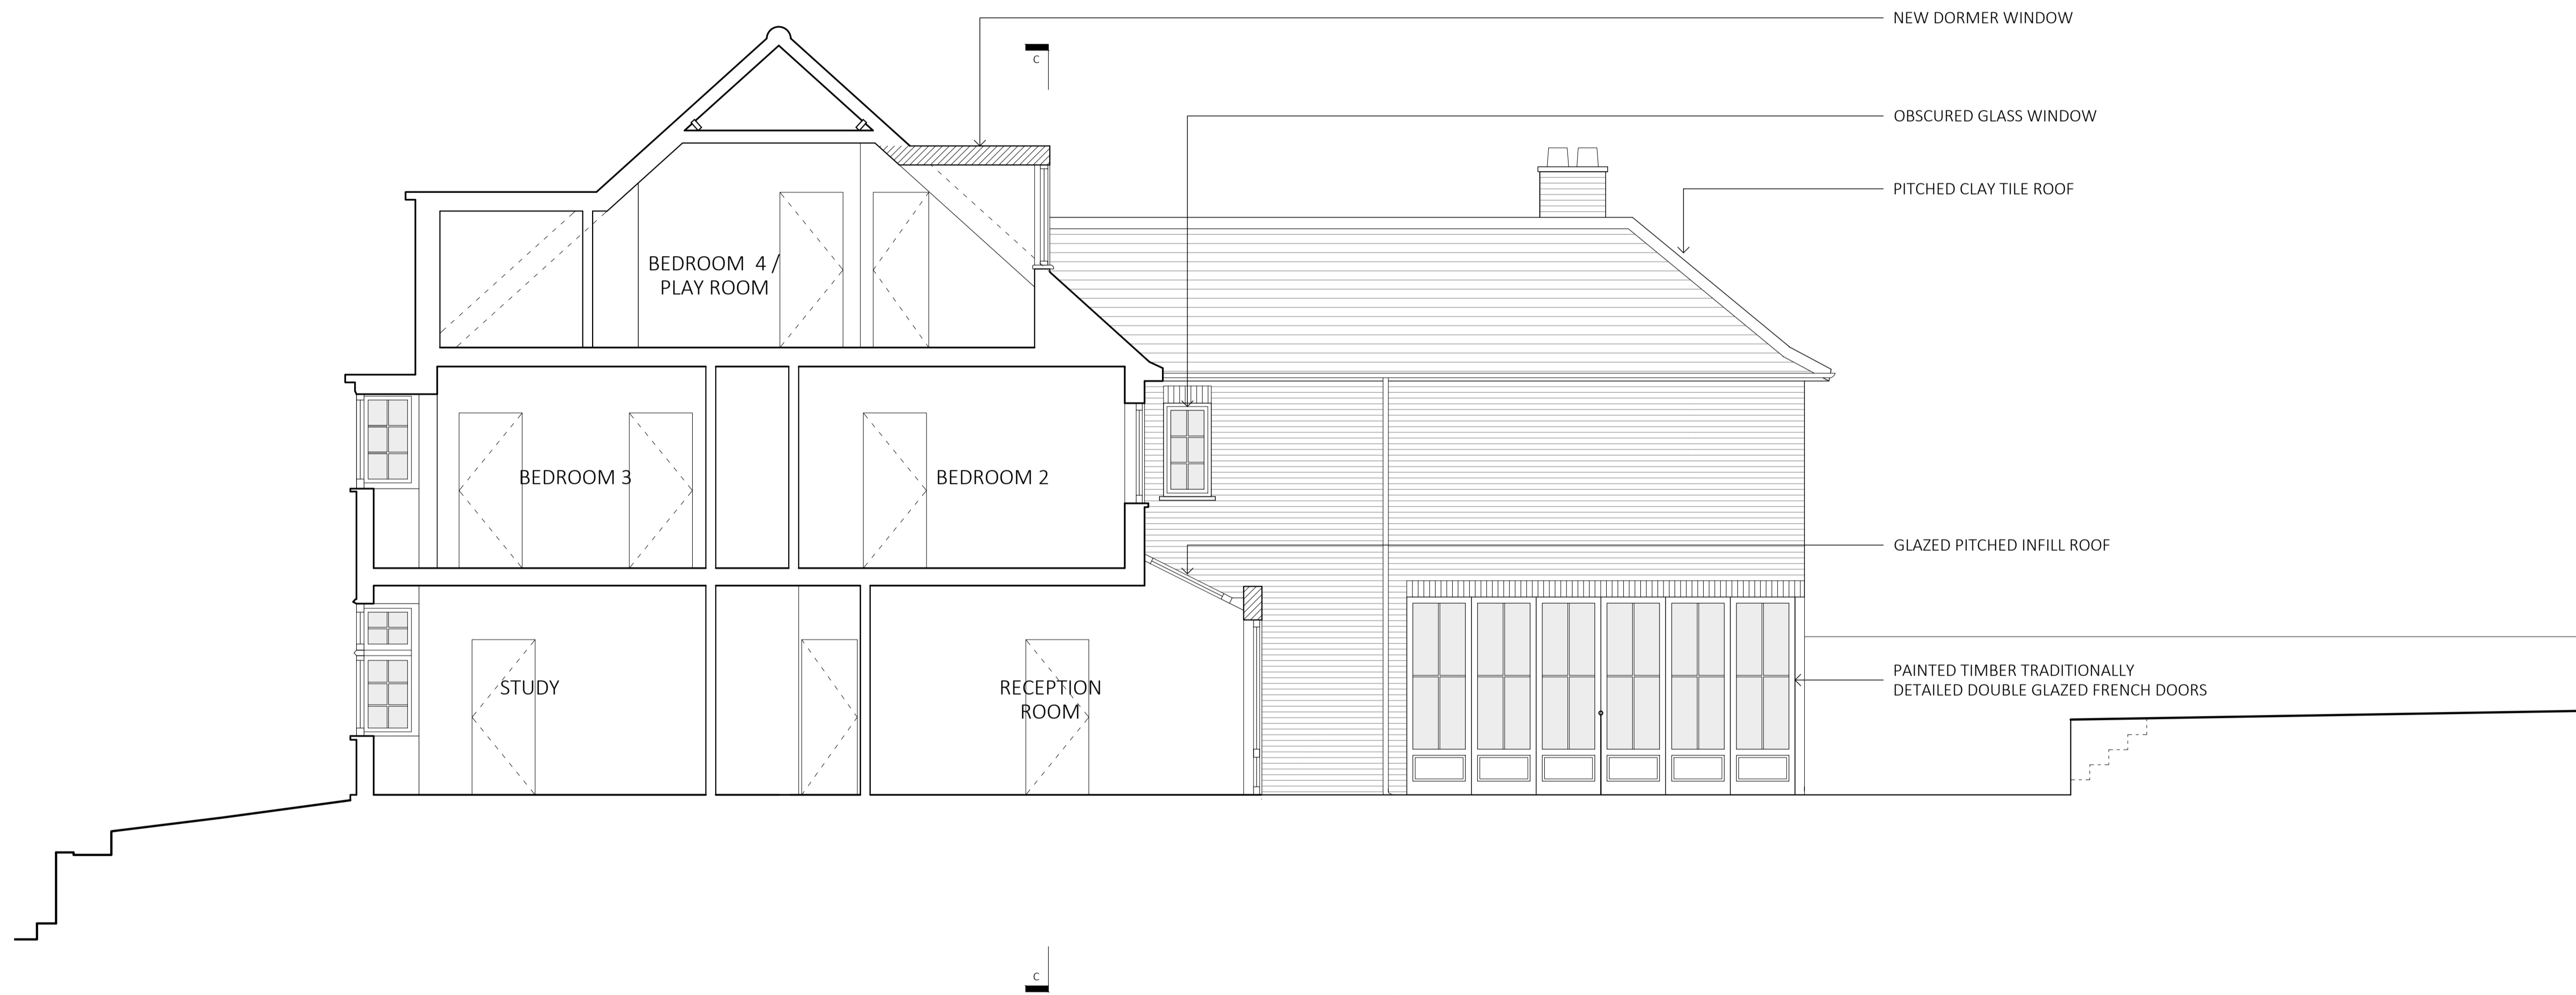 NEW DORMER WINDOW
C
OBSCURED GLASS WINDOW
PITCHED CLAY TILE ROOF
BEDROOM 4 /
PLAY ROOM
BEDROOM 3
BEDROOM 2
GLAZED PITCHED INFILL ROOF
PAINTED TIMBER TRADITIONALLY
DETAILED DOUBLE GLAZED FRENCH DOORS
STUDY
RECEPTION
ROOM
C